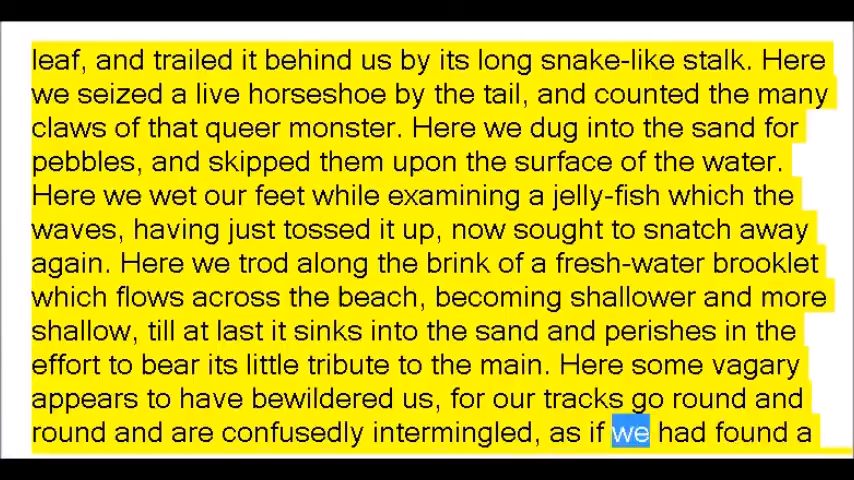 leaf, and trailed it behind us by its long snake-like stalk. Here
we seized a live horseshoe by the tail, and counted the many
claws of that queer monster. Here we dug into the sand for
pebbles, and skipped them upon the surface of the water.
Here we wet our feet while examining a jelly-fish which the
waves, having just tossed it up, now sought to snatch away
again. Here we trod along the brink of a fresh-water brooklet
which flows across the beach, becoming shallower and more
shallow, till at last it sinks into the sand and perishes in the
effort to bear its little tribute to the main. Here some vagary
appears to have bewildered us, for our tracks go round and
round and are confusedly intermingled, as if we had found a